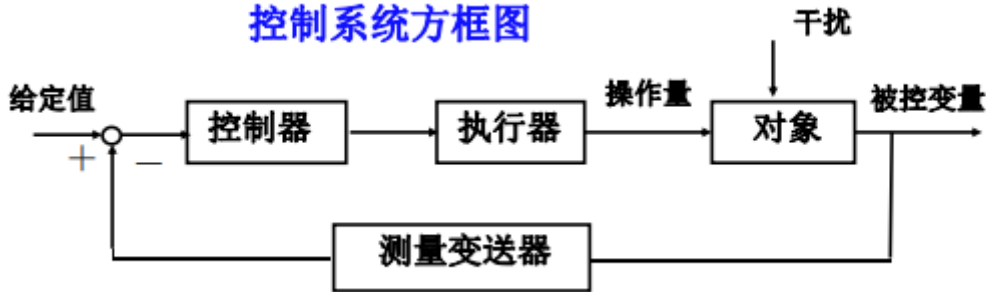 控制系统方框图
干扰
给定值
操作量
被控变量
控制器
执行器
对象
+ −
测量变送器